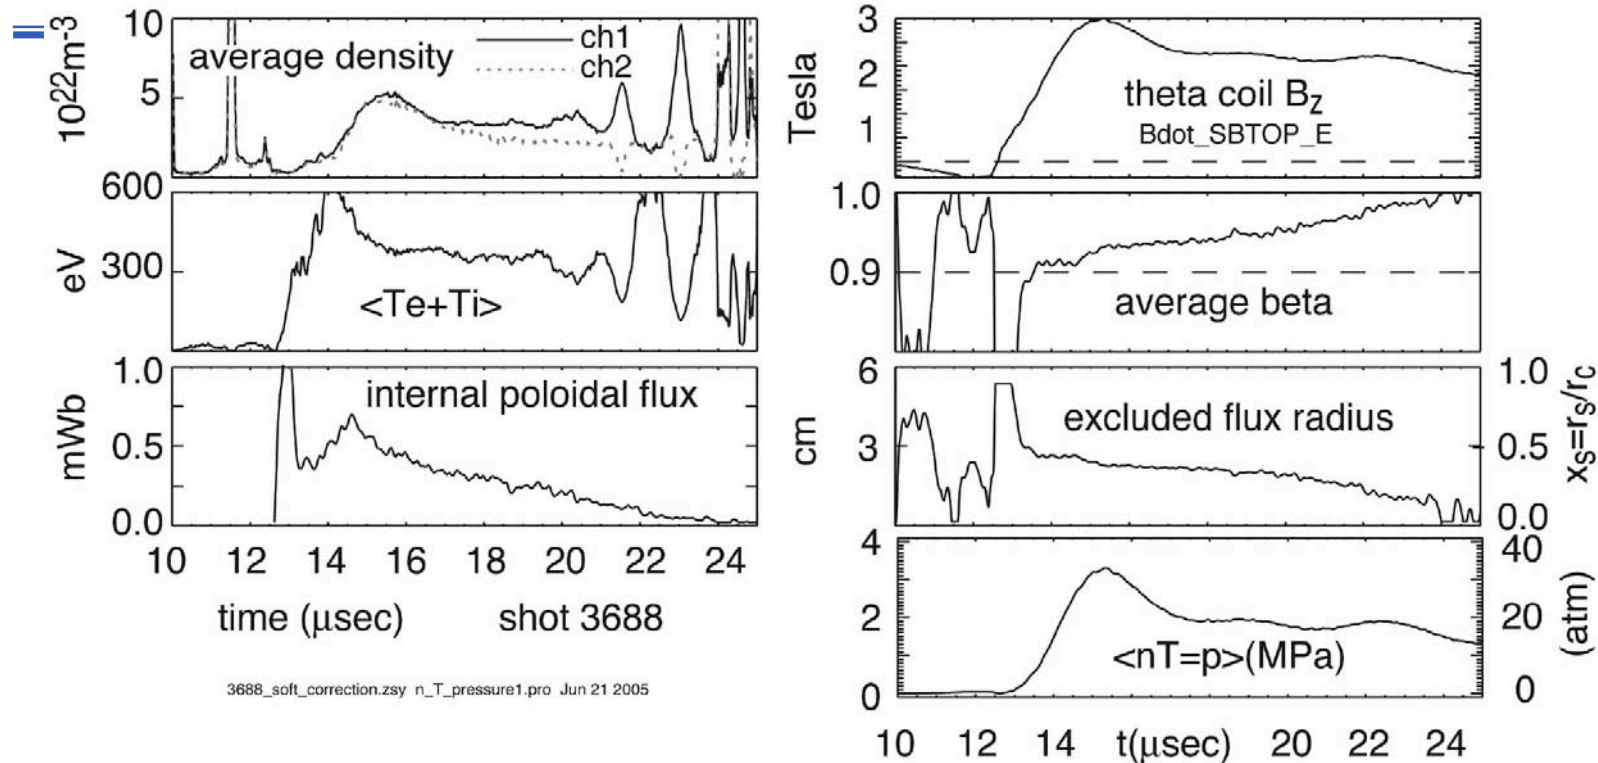 10
5
10²²m-3
average density
ch1
ch2
600
300
eV
<Te+Ti>
1.0
0.5
0.0
mWb
internal poloidal flux
10 12 14 16 18 20 22 24
time (μsec)
shot 3688
3688_soft_correction.zsy n_T_pressure1.pro Jun 21 2005
3
2
1
Tesla
theta coil Bz
Bdot_SBTOP_E
1.0
0.9
average beta
6
3
cm
excluded flux radius
1.0
0.5
0.0
xs=rs/rc
4
2
0
<nT=p>(MPa)
40
20
0
(atm)
10 12 14 t(μsec) 20 22 24